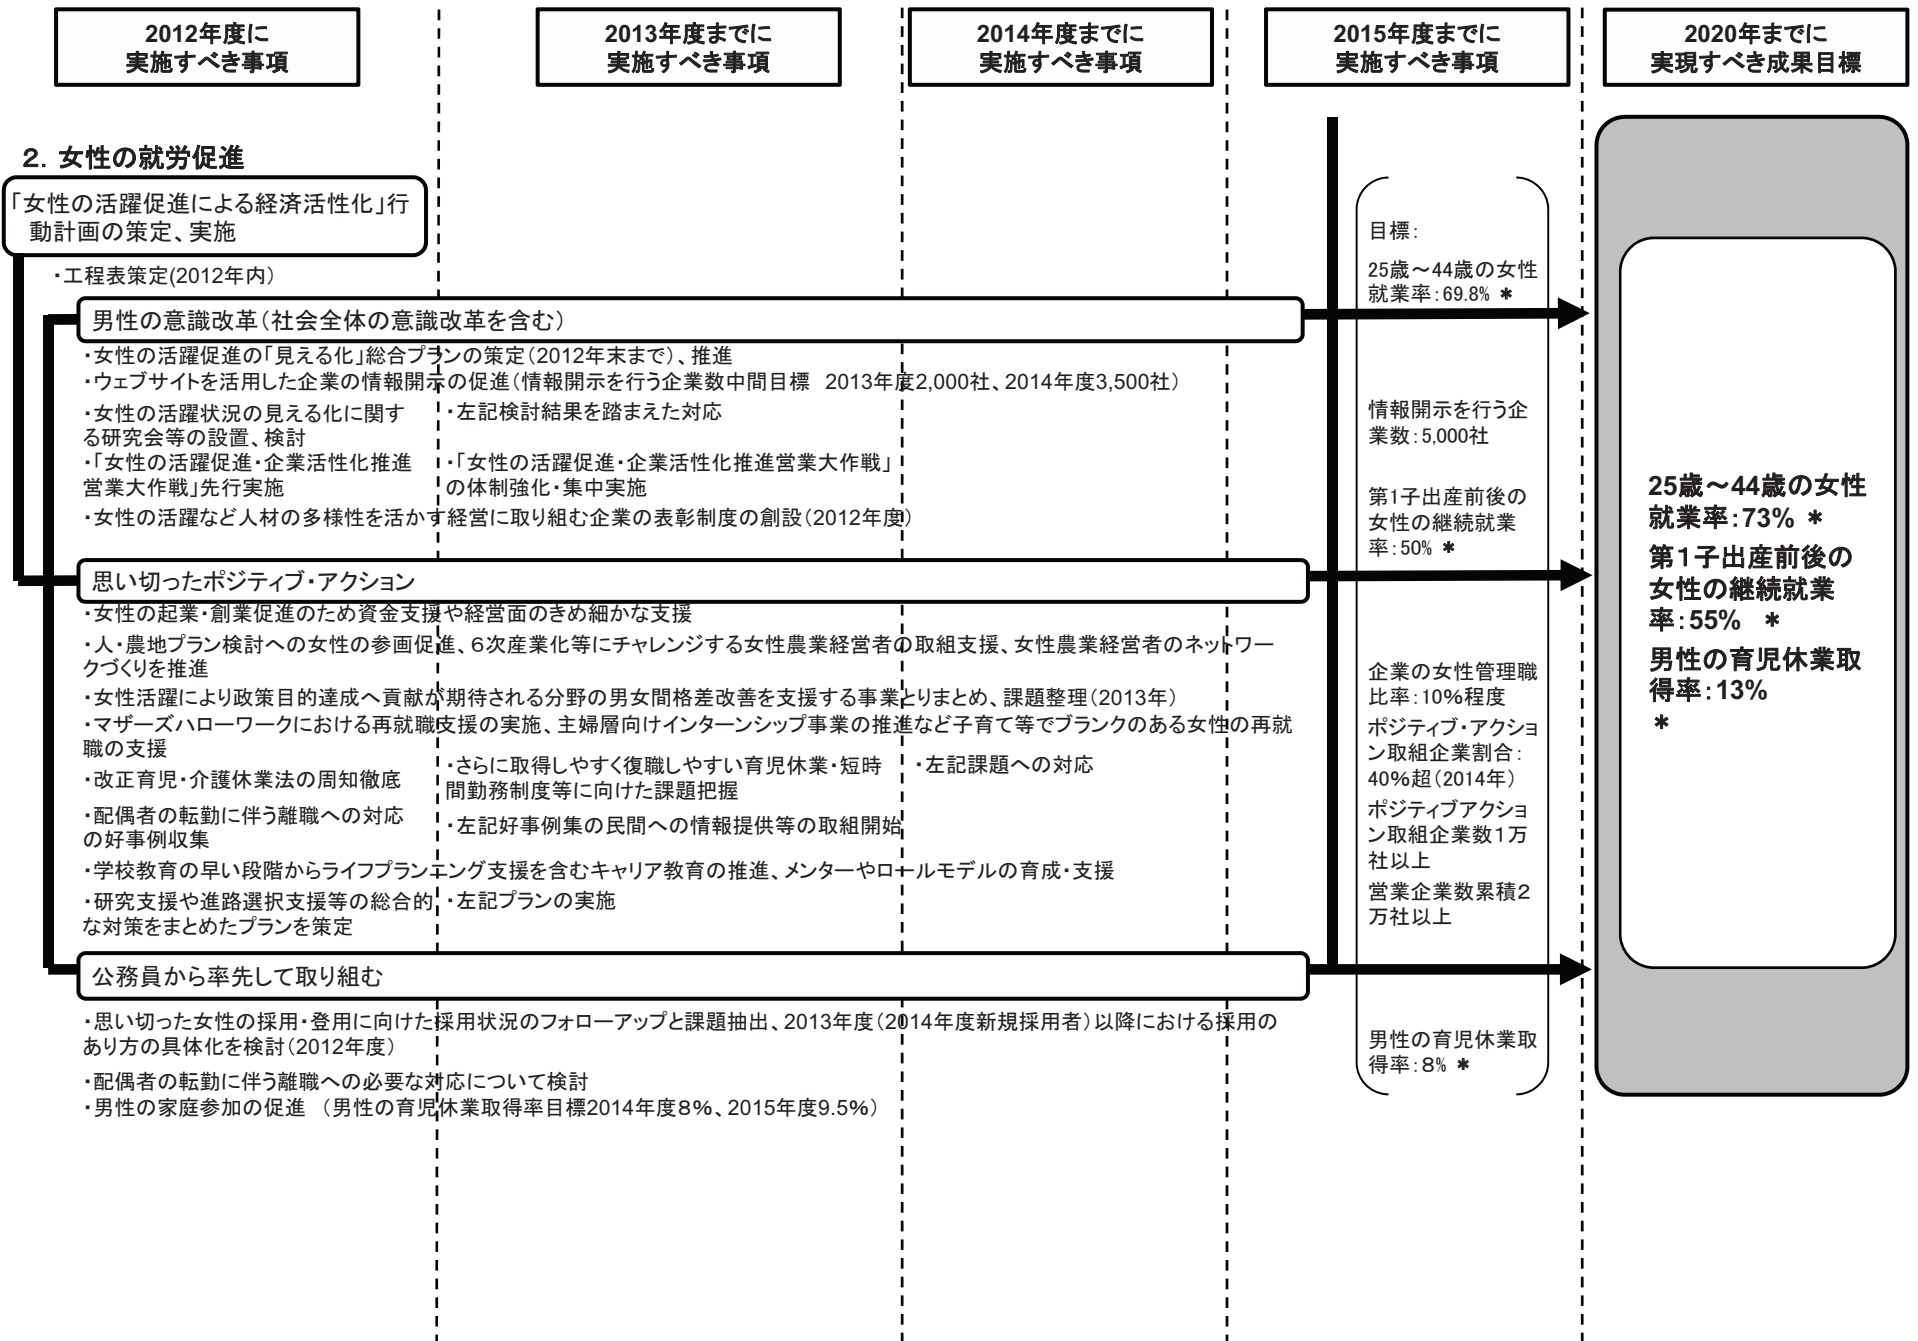 2012年度に
実施すべき事項
2013年度までに
実施すべき事項
2014年度までに
実施すべき事項
2015年度までに
実施すべき事項
2020年までに
実現すべき成果目標
２．女性の就労促進
「女性の活躍促進による経済活性化」行
動計画の策定、実施
・工程表策定(2012年内）
男性の意識改革（社会全体の意識改革を含む）
・女性の活躍促進の「見える化」総合プランの策定（2012年末まで）、推進
・ウェブサイトを活用した企業の情報開示の促進（情報開示を行う企業数中間目標　2013年度2,000社、2014年度3,500社）
・女性の活躍状況の見える化に関す
る研究会等の設置、検討
・左記検討結果を踏まえた対応
・「女性の活躍促進・企業活性化推進
営業大作戦」先行実施
・「女性の活躍促進・企業活性化推進営業大作戦」
の体制強化・集中実施
・女性の活躍など人材の多様性を活かす経営に取り組む企業の表彰制度の創設（2012年度）
思い切ったポジティブ・アクション
・女性の起業・創業促進のため資金支援や経営面のきめ細かな支援
・人・農地プラン検討への女性の参画促進、６次産業化等にチャレンジする女性農業経営者の取組支援、女性農業経営者のネットワー
クづくりを推進
・女性活躍により政策目的達成へ貢献が期待される分野の男女間格差改善を支援する事業とりまとめ、課題整理（2013年）
・マザーズハローワークにおける再就職支援の実施、主婦層向けインターンシップ事業の推進など子育て等でブランクのある女性の再就
職の支援
・改正育児・介護休業法の周知徹底
・さらに取得しやすく復職しやすい育児休業・短時
間勤務制度等に向けた課題把握
・左記課題への対応
・配偶者の転勤に伴う離職への対応
の好事例収集
・左記好事例集の民間への情報提供等の取組開始
・学校教育の早い段階からライフプランニング支援を含むキャリア教育の推進、メンターやロールモデルの育成・支援
・研究支援や進路選択支援等の総合的
な対策をまとめたプランを策定
・左記プランの実施
公務員から率先して取り組む
・思い切った女性の採用・登用に向けた採用状況のフォローアップと課題抽出、2013年度（2014年度新規採用者）以降における採用の
あり方の具体化を検討（2012年度）
・配偶者の転勤に伴う離職への必要な対応について検討
・男性の家庭参加の促進　（男性の育児休業取得率目標2014年度８％、2015年度9.5％）
目標：
25歳～44歳の女性
就業率：69.8% ＊
情報開示を行う企
業数：5,000社
第１子出産前後の
女性の継続就業
率：50% ＊
企業の女性管理職
比率：10％程度
ポジティブ・アクショ
ン取組企業割合：
40％超（2014年）
ポジティブアクショ
ン取組企業数１万
社以上
営業企業数累積２
万社以上
男性の育児休業取
得率：８% ＊
25歳～44歳の女性
就業率：73% ＊
第１子出産前後の
女性の継続就業
率：55%　＊
男性の育児休業取
得率：13%
＊